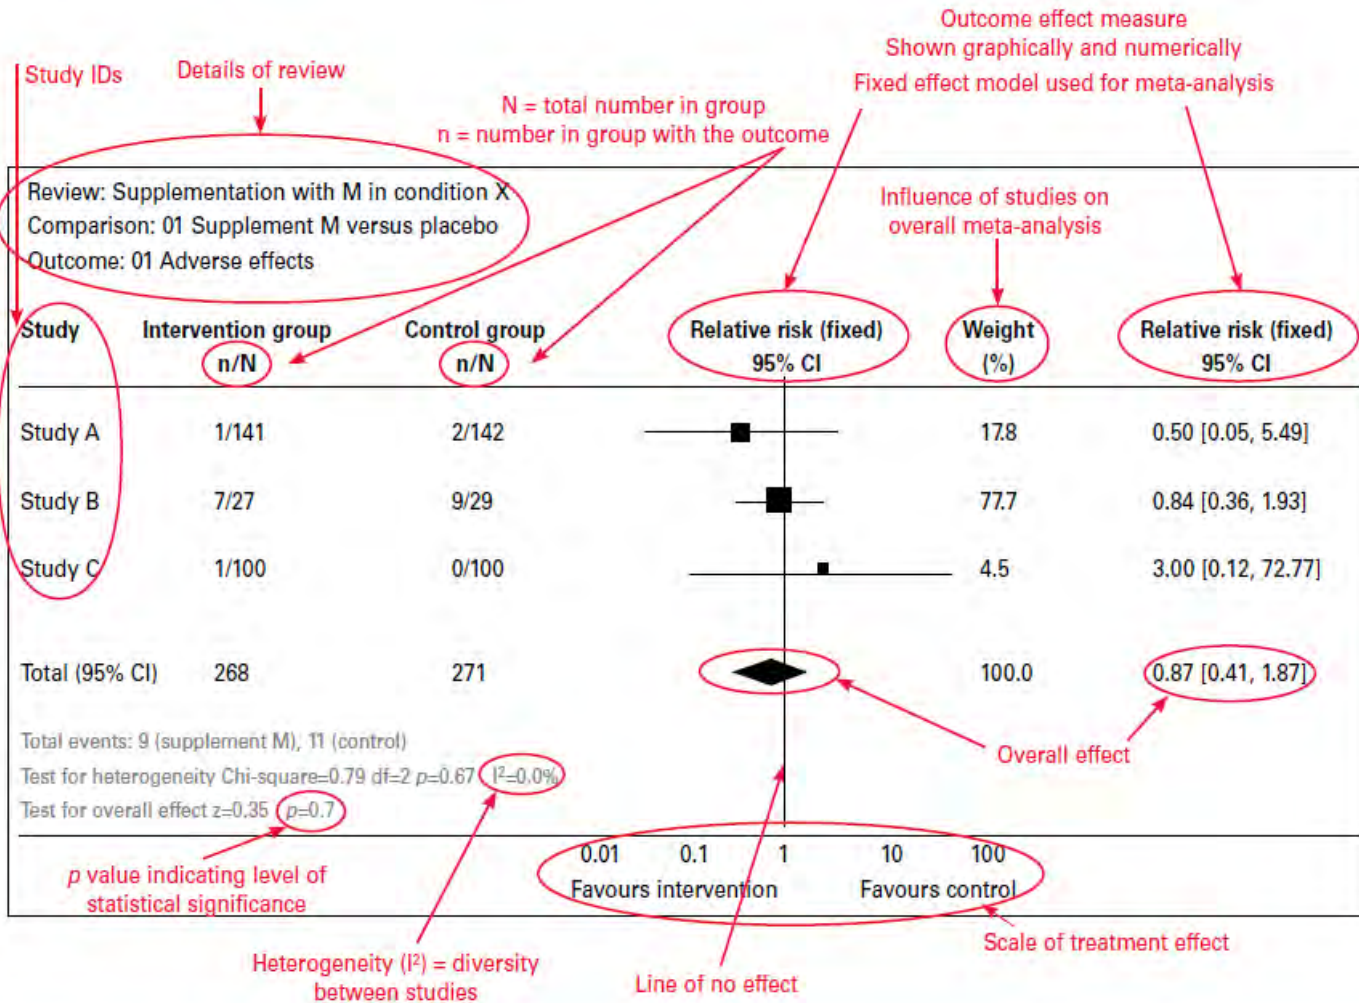 Outcome effect measure
Shown graphically and numerically
Fixed effect model used for meta-analysis
Study IDs
Details of review
N = total number in group
n = number in group with the outcome
Influence of studies on
overall meta-analysis
Review: Supplementation with M in condition X
Comparison: 01 Supplement M versus placebo
Outcome: 01 Adverse effects
Study Intervention group Control group Relative risk (fixed) Weight Relative risk (fixed)
n/N n/N 95% CI (%) 95% CI
Study A 1/141 2/142 17.8 0.50 [0.05, 5.49]
Study B 7/27 9/29 77.7 0.84 [0.36, 1.93]
Study C 1/100 0/100 4.5 3.00 [0.12, 72.77]
Total (95% CI) 268 271 100.0 0.87 [0.41, 1.87]
Total events: 9 (supplement M), 11 (control)
Test for heterogeneity Chi-square=0.79 df=2 p=0.67 I²=0.0%
Test for overall effect z=0.35 p=0.7
Overall effect
0.01 0.1 1 10 100
Favours intervention Favours control
p value indicating level of
statistical significance
Heterogeneity (I²) = diversity
between studies
Line of no effect
Scale of treatment effect